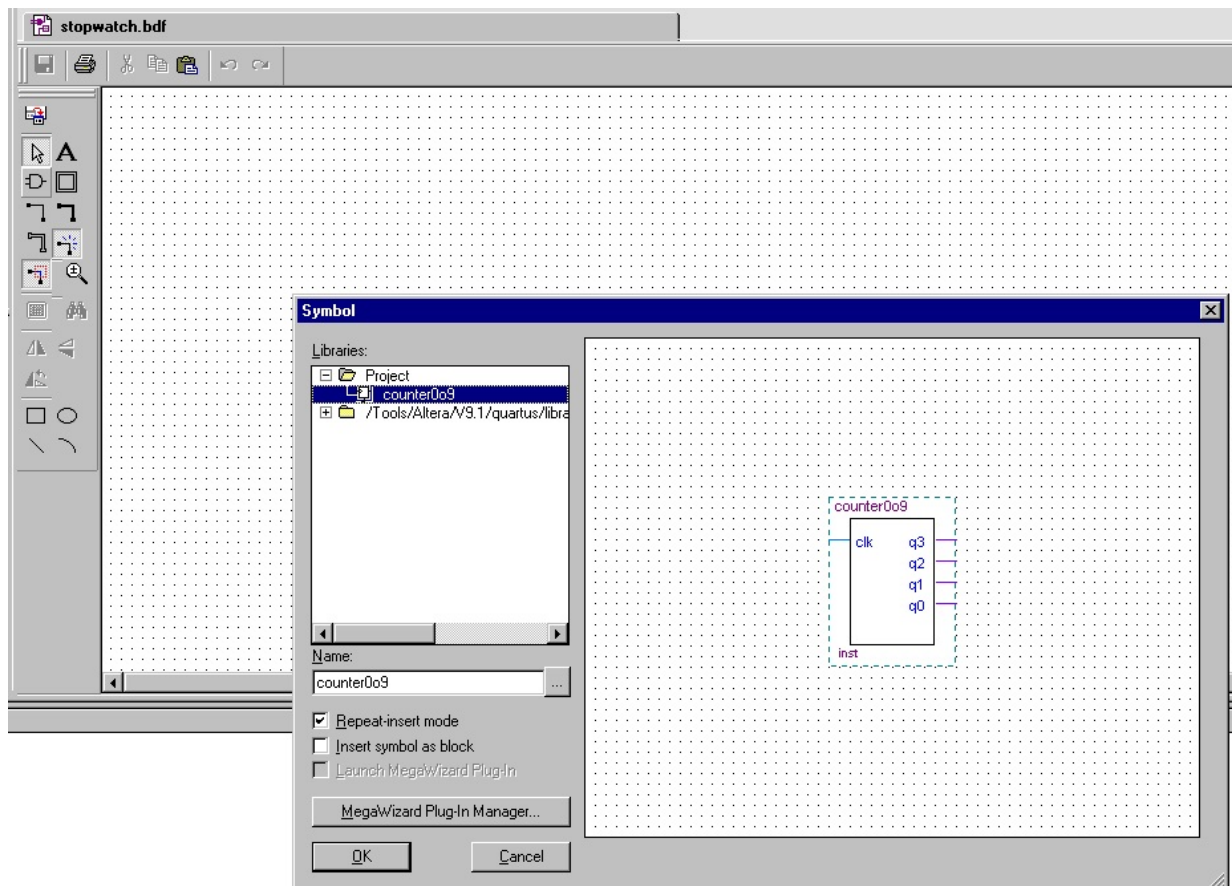 stopwatch.bdf
A
Symbol
Libraries:
Project
counter0o9
/Tools/Altera/V9.1/quartus/libra
counter0o9
clk q3
q2
q1
q0
inst
Name:
counter0o9
...
Repeat-insert mode
Insert symbol as block
Launch MegaWizard Plug-In
MegaWizard Plug-In Manager...
OK Cancel